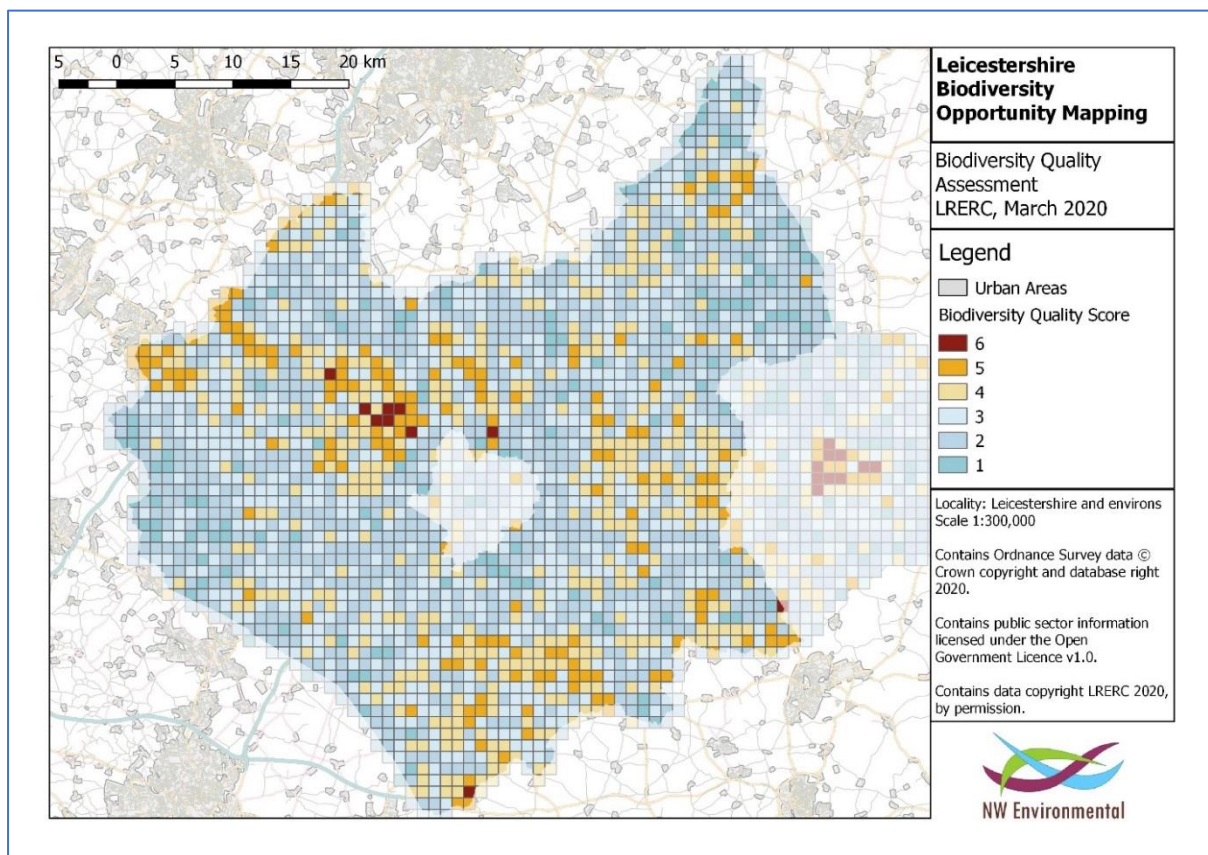 5 0 5 10 15 20 km
Leicestershire
Biodiversity
Opportunity Mapping
Biodiversity Quality
Assessment
LRERC, March 2020
Legend
Urban Areas
Biodiversity Quality Score
6
5
4
3
2
1
Locality: Leicestershire and environs
Scale 1:300,000
Contains Ordnance Survey data ©
Crown copyright and database right
2020.
Contains public sector information
licensed under the Open
Government Licence v1.0.
Contains data copyright LRERC 2020,
by permission.
NW Environmental